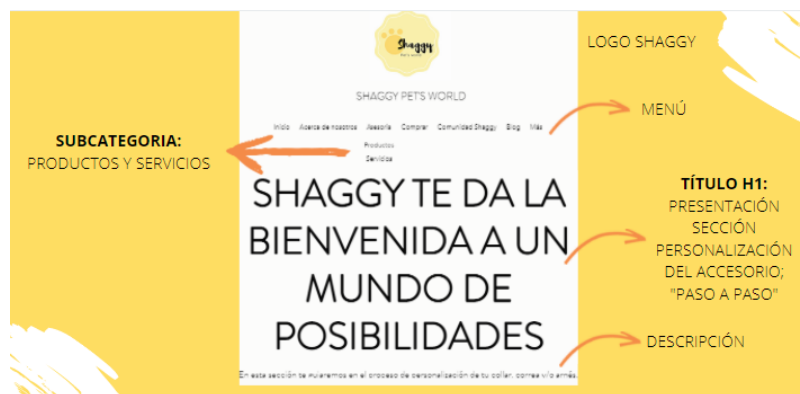 Shaggy
LOGO SHAGGY
SHAGGY PET'S WORLD
MENÚ
Inicio Acerca de nosotros Asesoría Comprar Comunidad Shaggy Blog Más
SUBCATEGORIA:
PRODUCTOS Y SERVICIOS
Productos
Servicios
SHAGGY TE DA LA
BIENVENIDA A UN
MUNDO DE
POSIBILIDADES
TÍTULO H1:
PRESENTACIÓN
SECCIÓN
PERSONALIZACIÓN
DEL ACCESORIO;
"PASO A PASO"
DESCRIPCIÓN
En esta sección te guiaremos en el proceso de personalización de tu collar, correa y/o arnés.